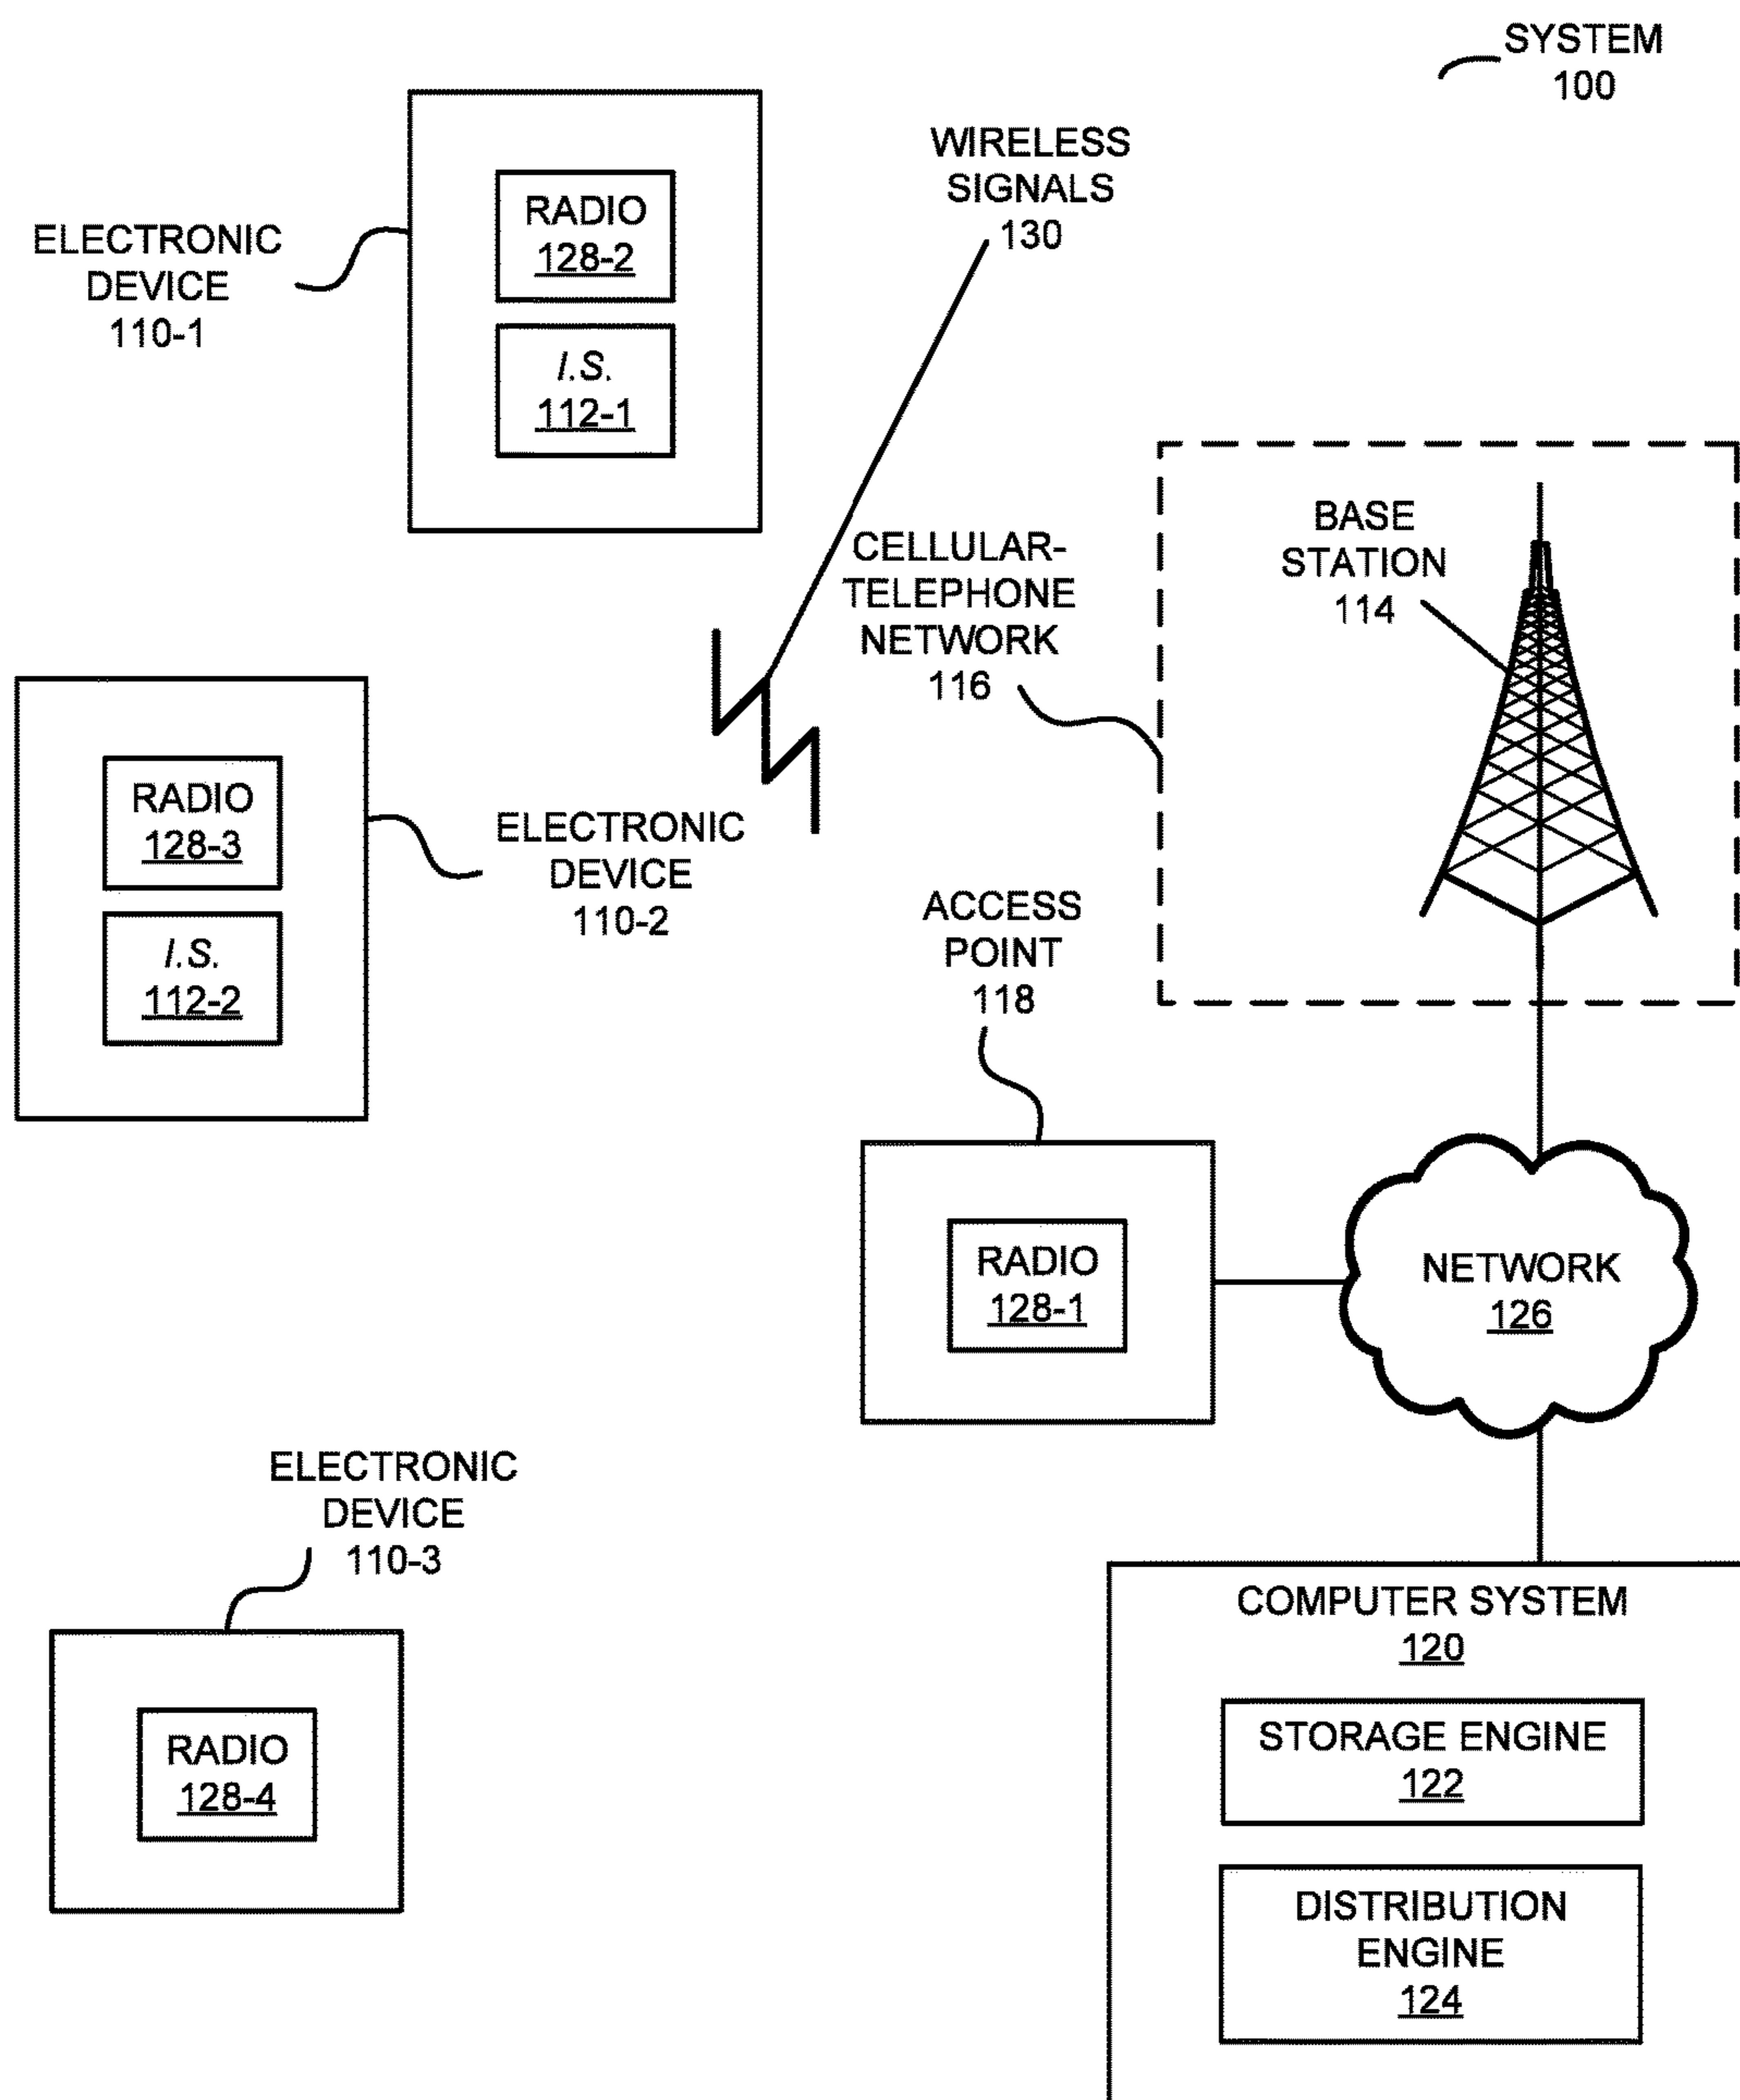 SYSTEM
100
WIRELESS
SIGNALS
130
RADIO
128-2
I.S.
112-1
ELECTRONIC
DEVICE
110-1
BASE
STATION
114
CELLULAR-
TELEPHONE
NETWORK
116
RADIO
128-3
I.S.
112-2
ELECTRONIC
DEVICE
110-2
ACCESS
POINT
118
RADIO
128-1
NETWORK
126
ELECTRONIC
DEVICE
110-3
RADIO
128-4
COMPUTER SYSTEM
120
STORAGE ENGINE
122
DISTRIBUTION
ENGINE
124